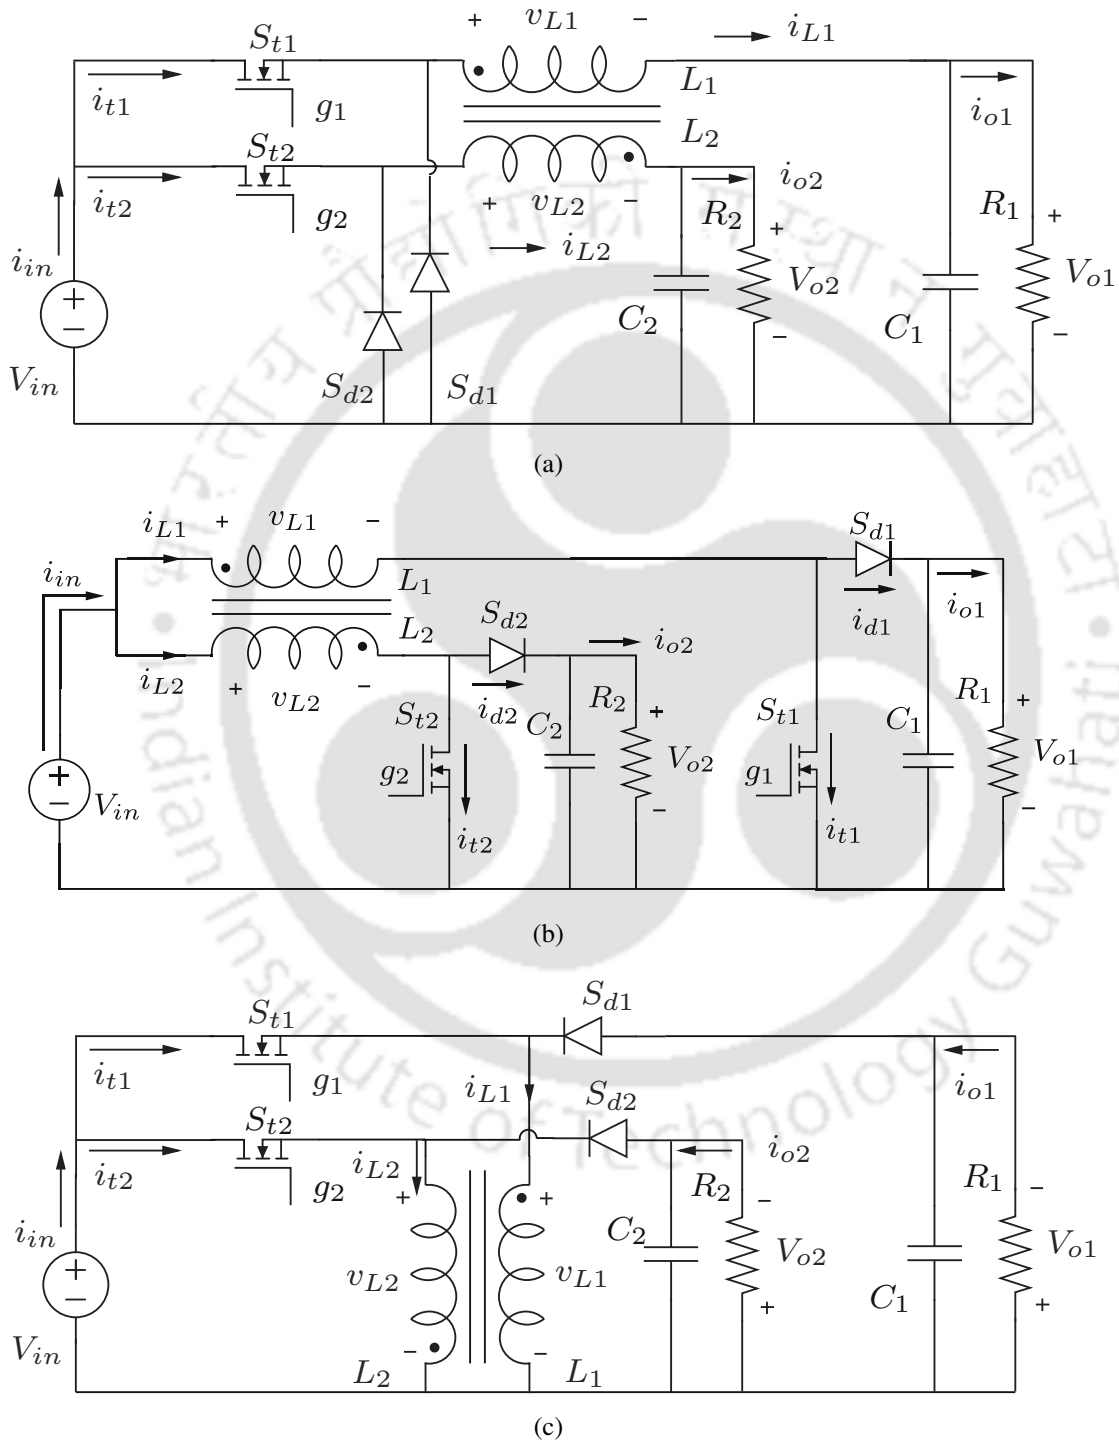 + v_{L1} −
i_{L1}
S_{t1}
i_{t1}
g_1
L_1
i_{o1}
S_{t2}
L_2
i_{t2}
g_2
+ v_{L2} −
i_{o2}
i_{L2}
R_2
+
R_1
+
i_{in}
+
−
V_{o2}
V_{o1}
C_2
−
C_1
−
V_{in}
S_{d2}
S_{d1}
(a)
i_{L1}
+ v_{L1} −
S_{d1}
i_{in}
L_1
L_2
S_{d2}
i_{o2}
i_{d1}
i_{o1}
i_{L2}
+ v_{L2} −
i_{d2}
S_{t2}
C_2
R_2
+
S_{t1}
C_1
R_1
+
+
−
V_{in}
g_2
V_{o2}
g_1
V_{o1}
−
−
i_{t2}
i_{t1}
(b)
S_{d1}
S_{t1}
i_{t1}
g_1
i_{L1}
S_{d2}
i_{o1}
S_{t2}
i_{t2}
g_2
i_{L2}
i_{o2}
+
+
R_2
−
R_1
−
i_{in}
+
−
v_{L2}
v_{L1}
C_2
V_{o2}
V_{o1}
C_1
+
+
V_{in}
−
−
L_2
L_1
(c)
Indian Institute of Technology Guwahati